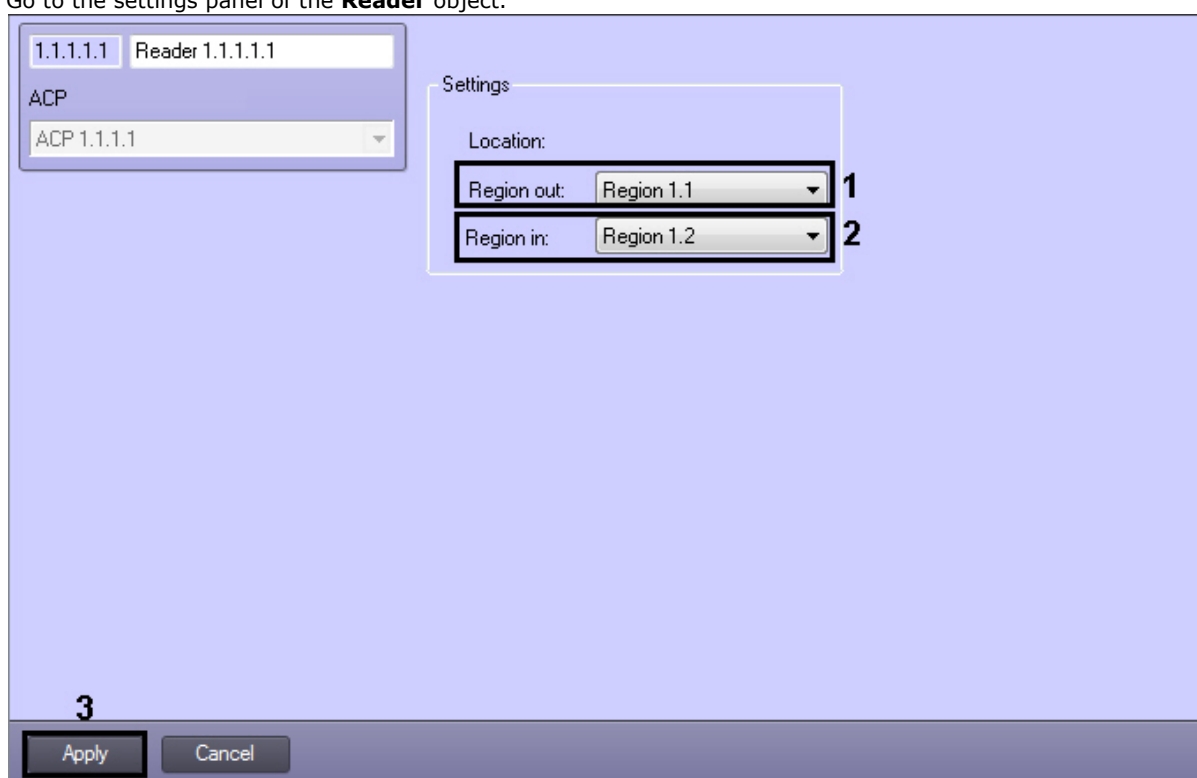 Go to the settings panel of the Reader object.
1.1.1.1.1 Reader 1.1.1.1.1
ACP
ACP 1.1.1.1
Settings
Location:
Region out: Region 1.1 1
Region in: Region 1.2 2
3
Apply Cancel